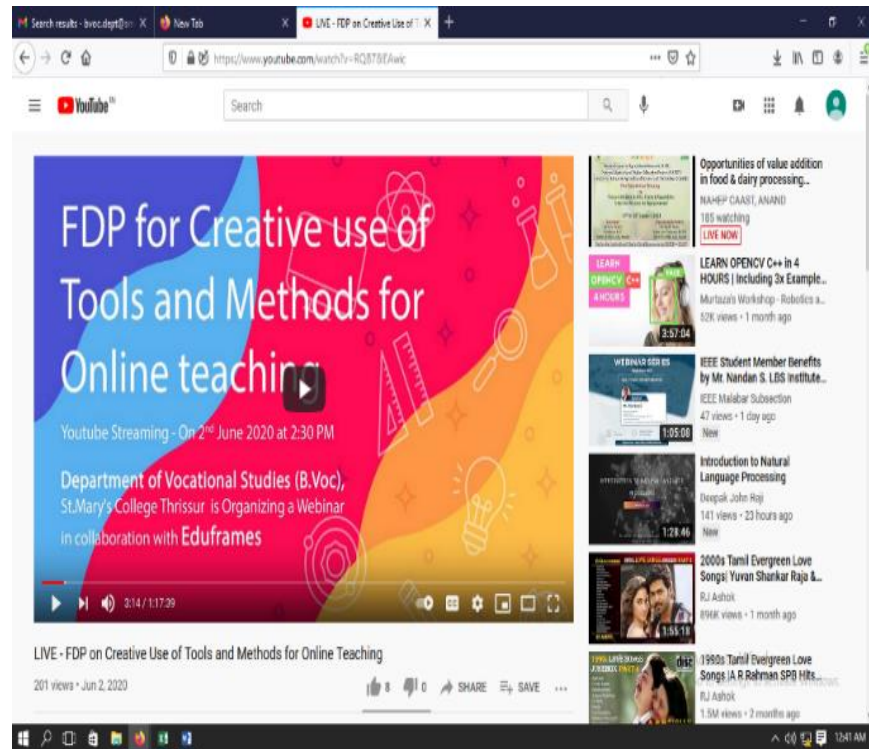 Search results - bvoc.dept@
New Tab
LIVE - FDP on Creative Use of T
https://www.youtube.com/watch?v=
YouTube IN
Search
FDP for Creative use of
Tools and Methods for
Online teaching
Youtube Streaming - On 2nd June 2020 at 2:30 PM
Department of Vocational Studies (B.Voc),
St.Mary's College Thrissur is Organizing a Webinar
in collaboration with Eduframes
3:14 / 1:17:39
LIVE - FDP on Creative Use of Tools and Methods for Online Teaching
201 views • Jun 2, 2020
8
0
SHARE
SAVE
Opportunities of value addition
in food & dairy processing...
NAHEP CAAST, ANAND
185 watching
LIVE NOW
LEARN
OPENCV C++
4 HOURS
3:57:04
LEARN OPENCV C++ in 4
HOURS | Including 3x Example...
Murtaza's Workshop - Robotics a...
52K views • 1 month ago
WEBINAR SERIES
1:05:08
IEEE Student Member Benefits
by Mr. Nandan S. LBS Institute...
IEEE Malabar Subsection
47 views • 1 day ago
New
1:28:46
Introduction to Natural
Language Processing
Deepak John Raji
141 views • 23 hours ago
New
1:55:18
2000s Tamil Evergreen Love
Songs| Yuvan Shankar Raja &...
RJ Ashok
896K views • 1 month ago
disc
1990s Tamil Evergreen Love
Songs |A R Rahman SPB Hits...
RJ Ashok
1.5M views • 2 months ago
12:41 AM